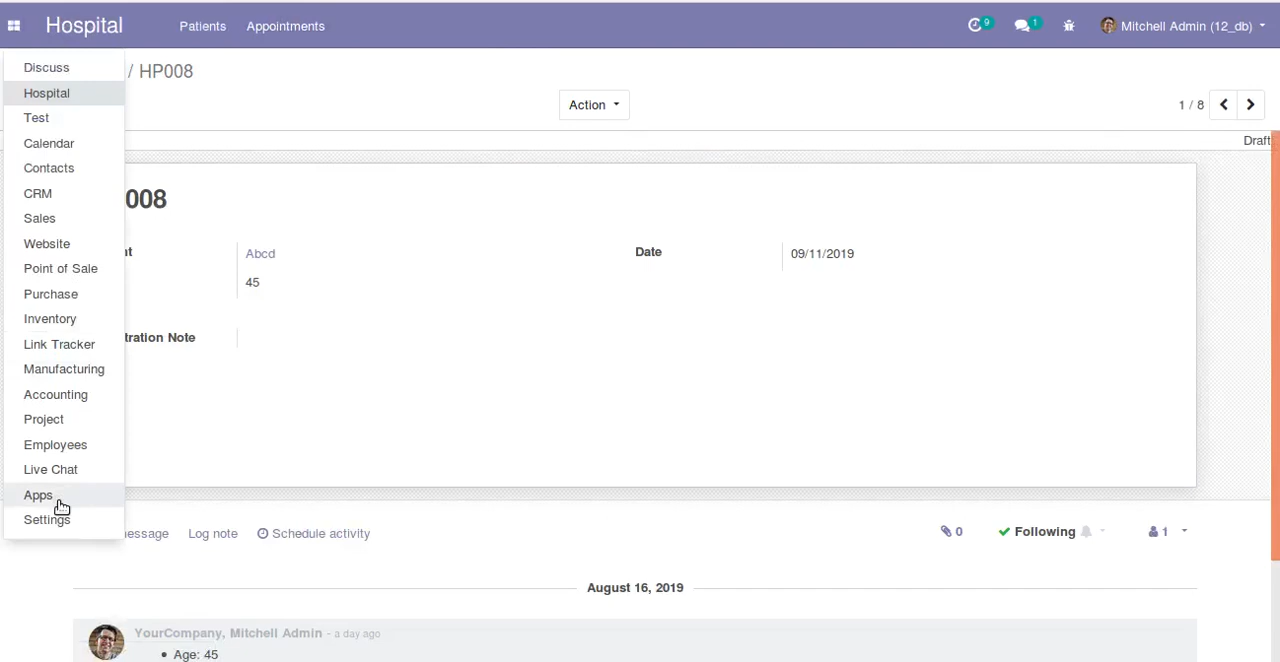 Hospital Patients Appointments 9 1 Mitchell Admin (12_db)
Discuss
/ HP008
Hospital
Action
1 / 8
Test
Calendar
Draft
Contacts
CRM
008
Sales
Website
nt Abcd Date 09/11/2019
Point of Sale
45
Purchase
Inventory
Link Tracker
tration Note
Manufacturing
Accounting
Project
Employees
Live Chat
Apps
Settings
essage Log note Schedule activity 0 Following 1
August 16, 2019
YourCompany, Mitchell Admin - a day ago
• Age: 45